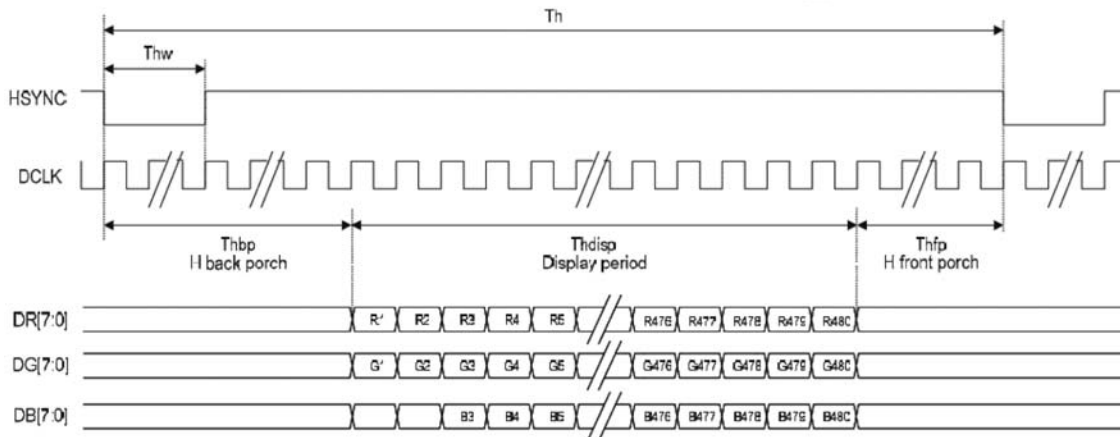 Th
Thw
HSYNC
DCLK
Thbp Thdisp Thfp
H back porch Display period H front porch
DR[7:0] R1 R2 R3 R4 R5 R476 R477 R478 R479 R480
DG[7:0] G1 G2 G3 G4 G5 G476 G477 G478 G479 G480
DB[7:0] B3 B4 B5 B476 B477 B478 B479 B480